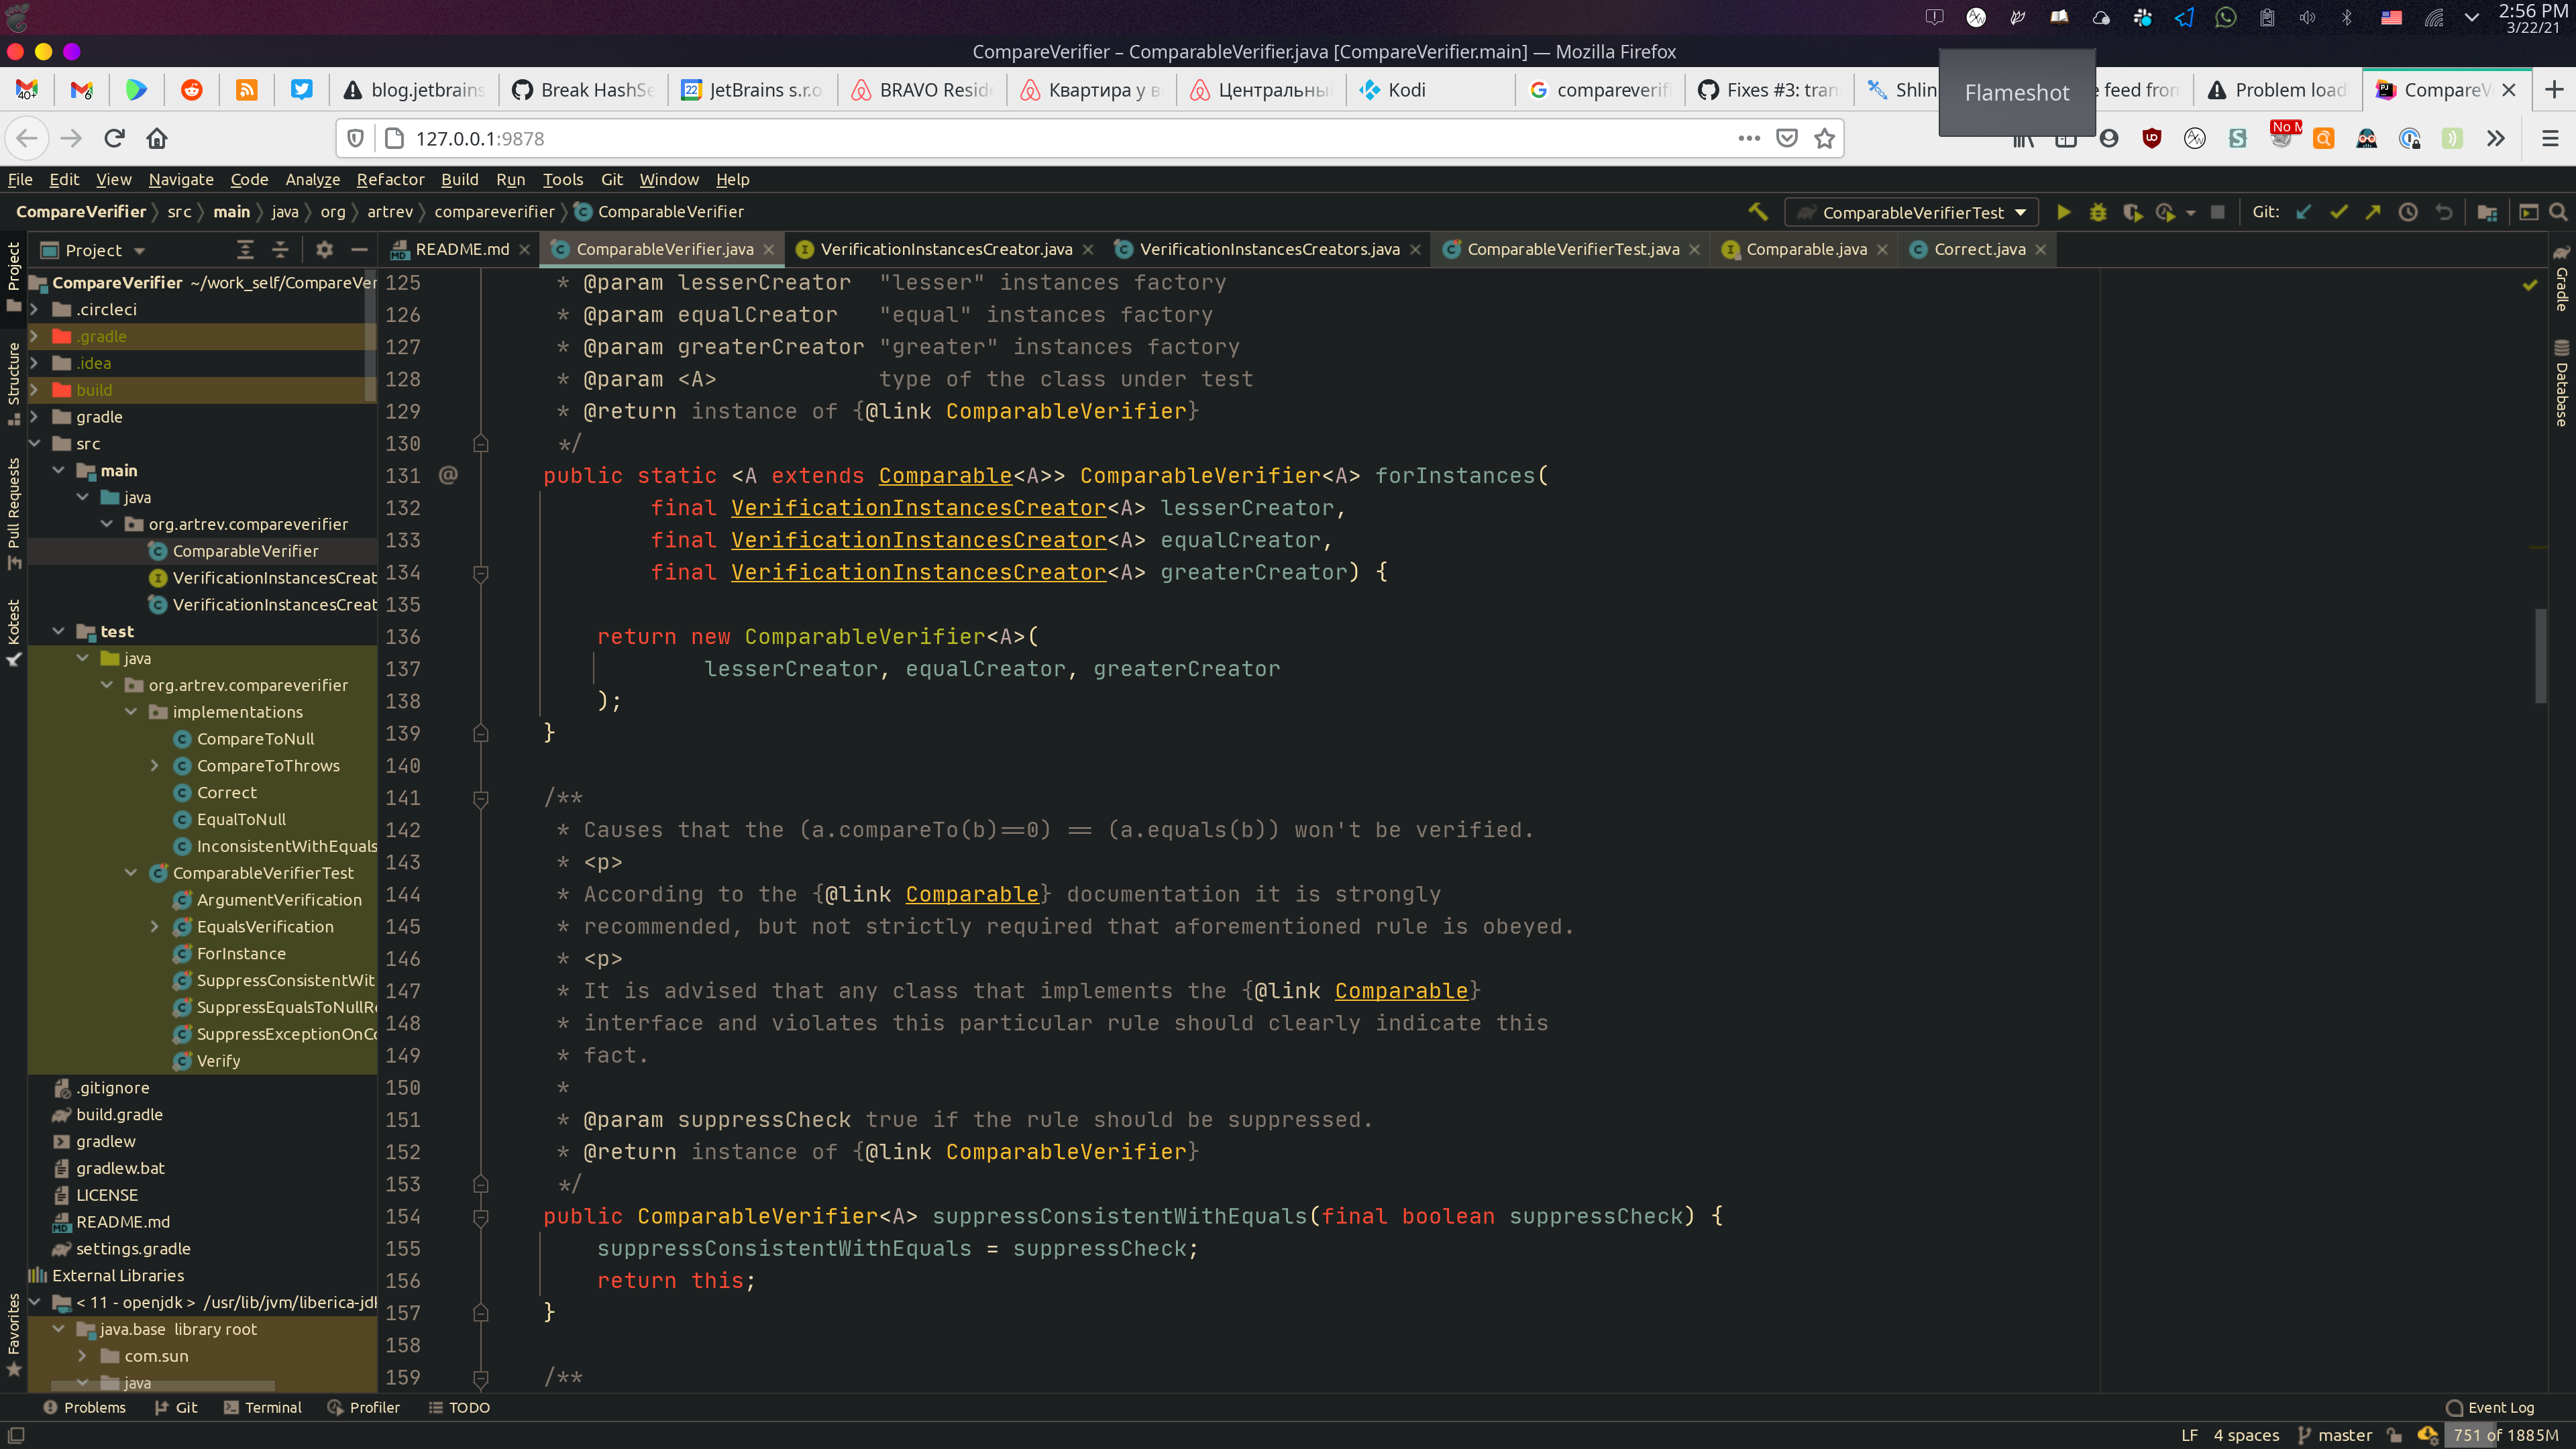 2:56 PM
3/22/21
CompareVerifier – ComparableVerifier.java [CompareVerifier.main] — Mozilla Firefox
blog.jetbrains
Break HashSe
JetBrains s.r.o
BRAVO Reside
Квартира у в
Центральны
Kodi
compareverifi
Fixes #3: tran
Shlin
Flameshot
feed from
Problem load
CompareV
127.0.0.1:9878
No M
File Edit View Navigate Code Analyze Refactor Build Run Tools Git Window Help
CompareVerifier src main java org artrev compareverifier ComparableVerifier
ComparableVerifierTest
Git:
Project
README.md ComparableVerifier.java VerificationInstancesCreator.java VerificationInstancesCreators.java ComparableVerifierTest.java Comparable.java Correct.java
Project
Structure
Pull Requests
Kotest
Favorites
CompareVerifier ~/work_self/CompareVer
.circleci
.gradle
.idea
build
gradle
src
main
java
org.artrev.compareverifier
ComparableVerifier
VerificationInstancesCreat
VerificationInstancesCreat
test
java
org.artrev.compareverifier
implementations
CompareToNull
CompareToThrows
Correct
EqualToNull
InconsistentWithEquals
ComparableVerifierTest
ArgumentVerification
EqualsVerification
ForInstance
SuppressConsistentWit
SuppressEqualsToNullRe
SuppressExceptionOnCo
Verify
.gitignore
build.gradle
gradlew
gradlew.bat
LICENSE
README.md
settings.gradle
External Libraries
< 11 - openjdk > /usr/lib/jvm/liberica-jdk
java.base library root
com.sun
java
125 * @param lesserCreator "lesser" instances factory
126 * @param equalCreator "equal" instances factory
127 * @param greaterCreator "greater" instances factory
128 * @param <A> type of the class under test
129 * @return instance of {@link ComparableVerifier}
130 */
131 @ public static <A extends Comparable<A>> ComparableVerifier<A> forInstances(
132 final VerificationInstancesCreator<A> lesserCreator,
133 final VerificationInstancesCreator<A> equalCreator,
134 final VerificationInstancesCreator<A> greaterCreator) {
135
136 return new ComparableVerifier<A>(
137 lesserCreator, equalCreator, greaterCreator
138 );
139 }
140
141 /**
142 * Causes that the (a.compareTo(b)==0) == (a.equals(b)) won't be verified.
143 * <p>
144 * According to the {@link Comparable} documentation it is strongly
145 * recommended, but not strictly required that aforementioned rule is obeyed.
146 * <p>
147 * It is advised that any class that implements the {@link Comparable}
148 * interface and violates this particular rule should clearly indicate this
149 * fact.
150 *
151 * @param suppressCheck true if the rule should be suppressed.
152 * @return instance of {@link ComparableVerifier}
153 */
154 public ComparableVerifier<A> suppressConsistentWithEquals(final boolean suppressCheck) {
155 suppressConsistentWithEquals = suppressCheck;
156 return this;
157 }
158
159 /**
Gradle
Database
Problems Git Terminal Profiler TODO
Event Log
LF 4 spaces master 751 of 1885M